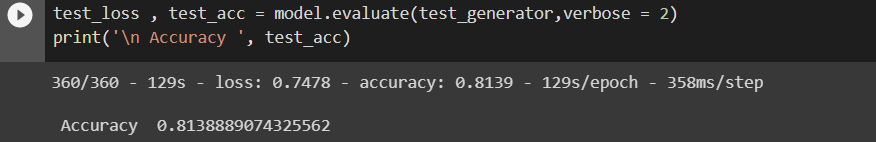 test_loss , test_acc = model.evaluate(test_generator,verbose = 2)
print('\n Accuracy ', test_acc)
360/360 - 129s - loss: 0.7478 - accuracy: 0.8139 - 129s/epoch - 358ms/step
Accuracy  0.8138889074325562